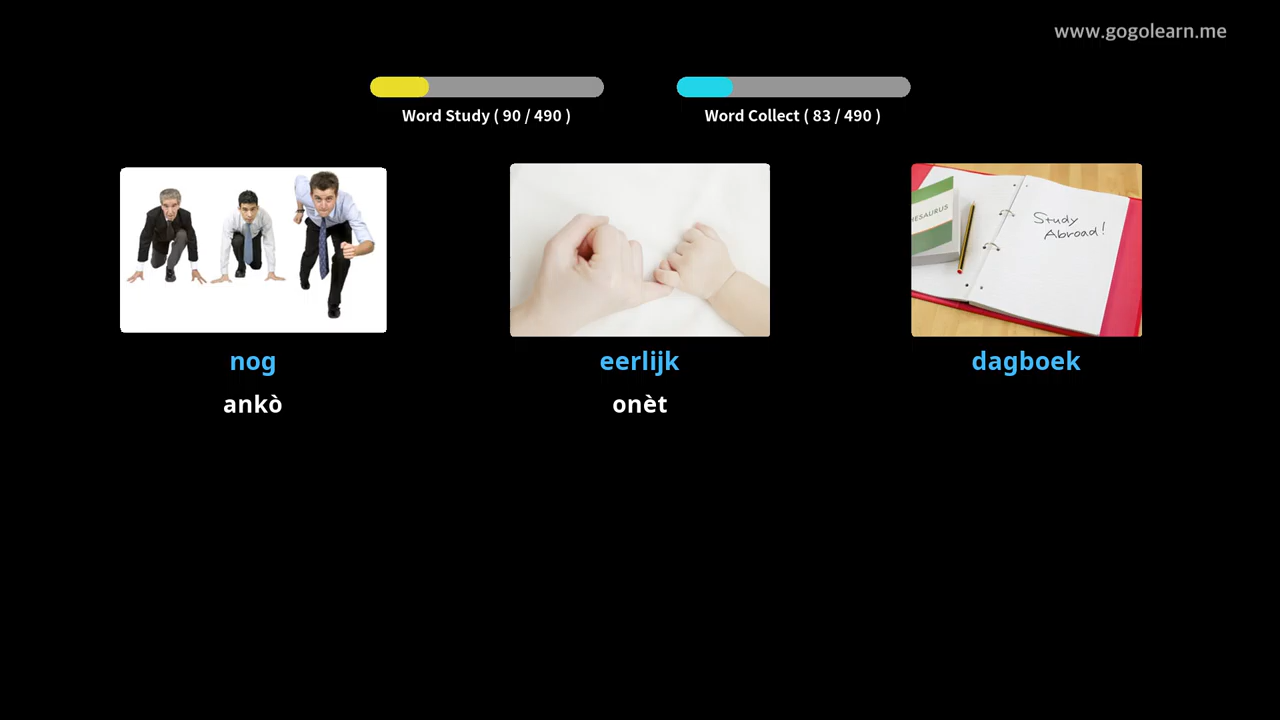 www.gogolearn.me
Word Study ( 90 / 490 )
Word Collect ( 83 / 490 )
THESAURUS
Study
Abroad!
nog
eerlijk
dagboek
ankò
onèt